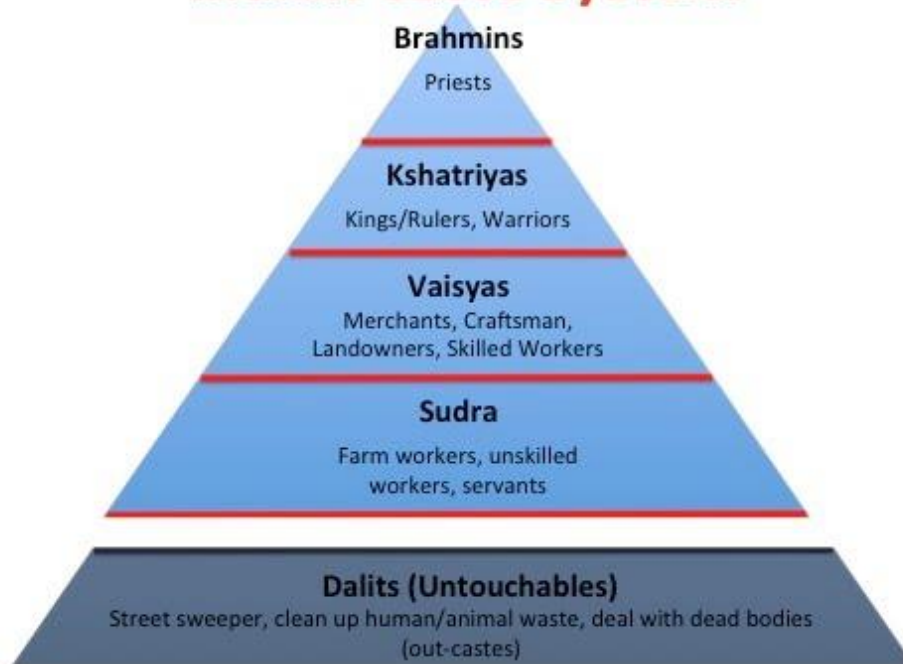 Brahmins
Priests
Kshatriyas
Kings/Rulers, Warriors
Vaisyas
Merchants, Craftsman,
Landowners, Skilled Workers
Sudra
Farm workers, unskilled
workers, servants
Dalits (Untouchables)
Street sweeper, clean up human/animal waste, deal with dead bodies
(out-castes)